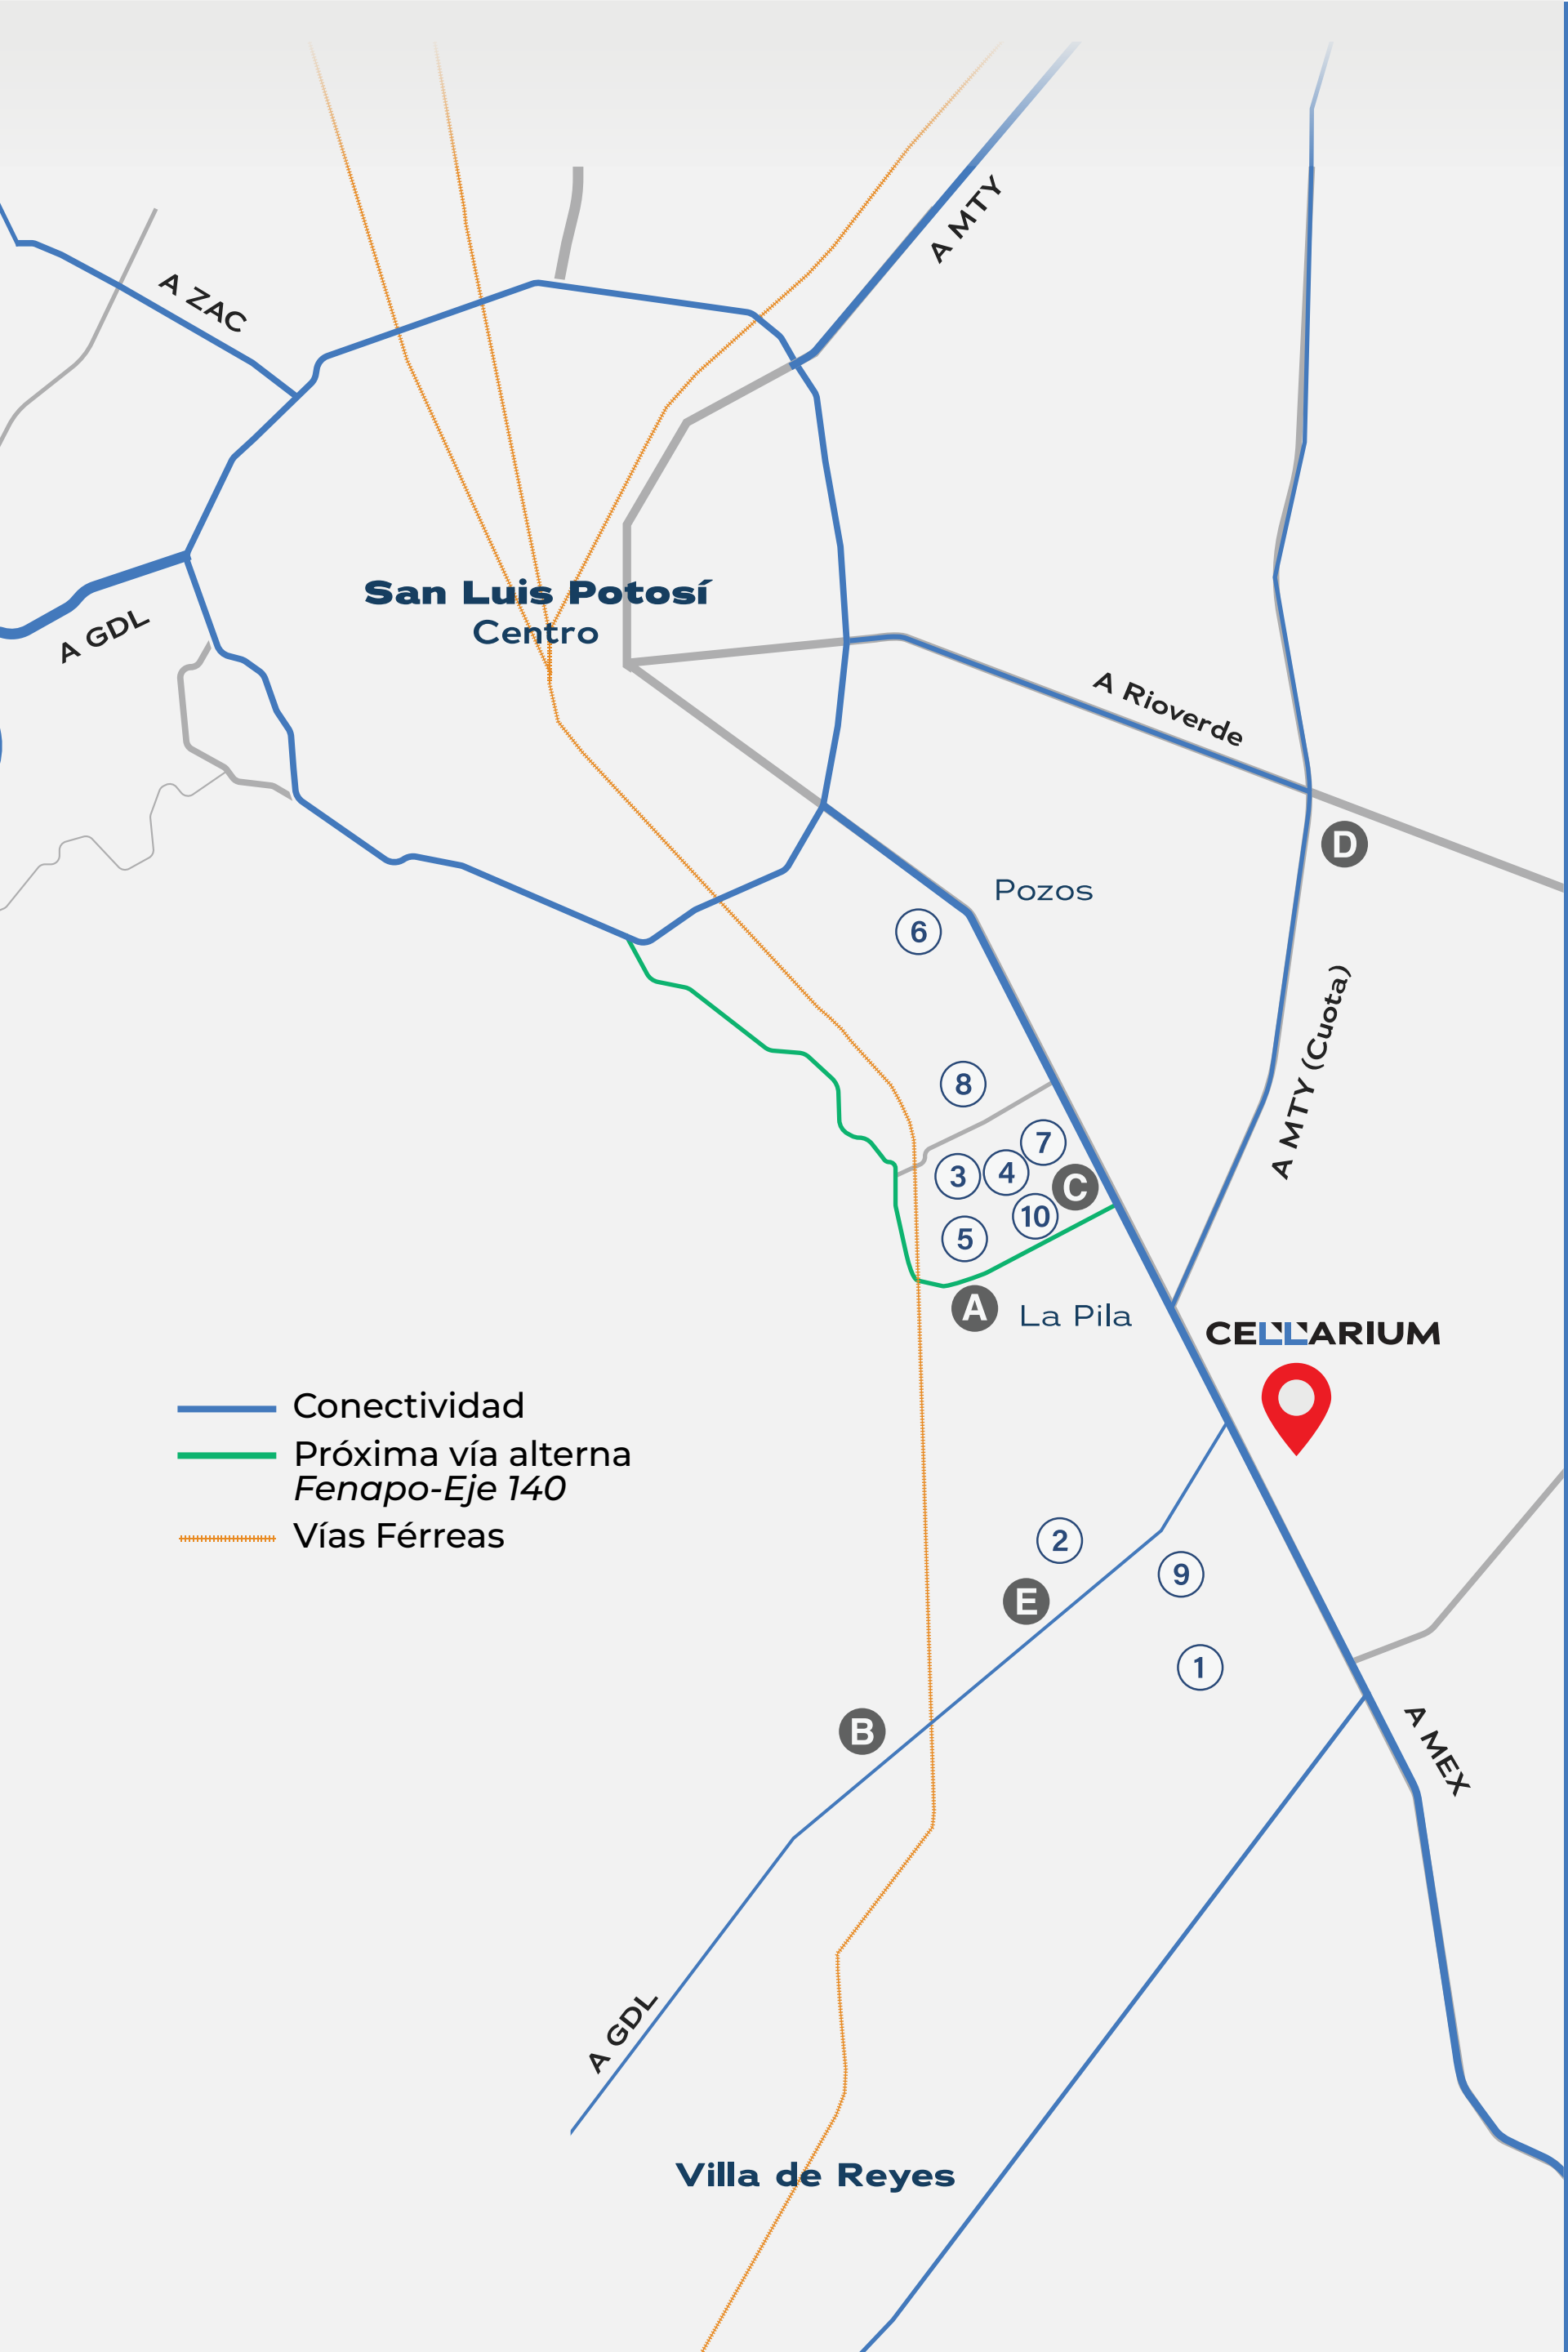 A MTY
A ZAC
San Luis Potosí
Centro
A GDL
A Rioverde
D
Pozos
6
A MTY (Cuota)
8
7
3
4
C
10
5
A
La Pila
CELLARIUM
Conectividad
Próxima vía alterna
Fenapo-Eje 140
Vías Férreas
2
9
E
1
B
A MEX
A GDL
Villa de Reyes